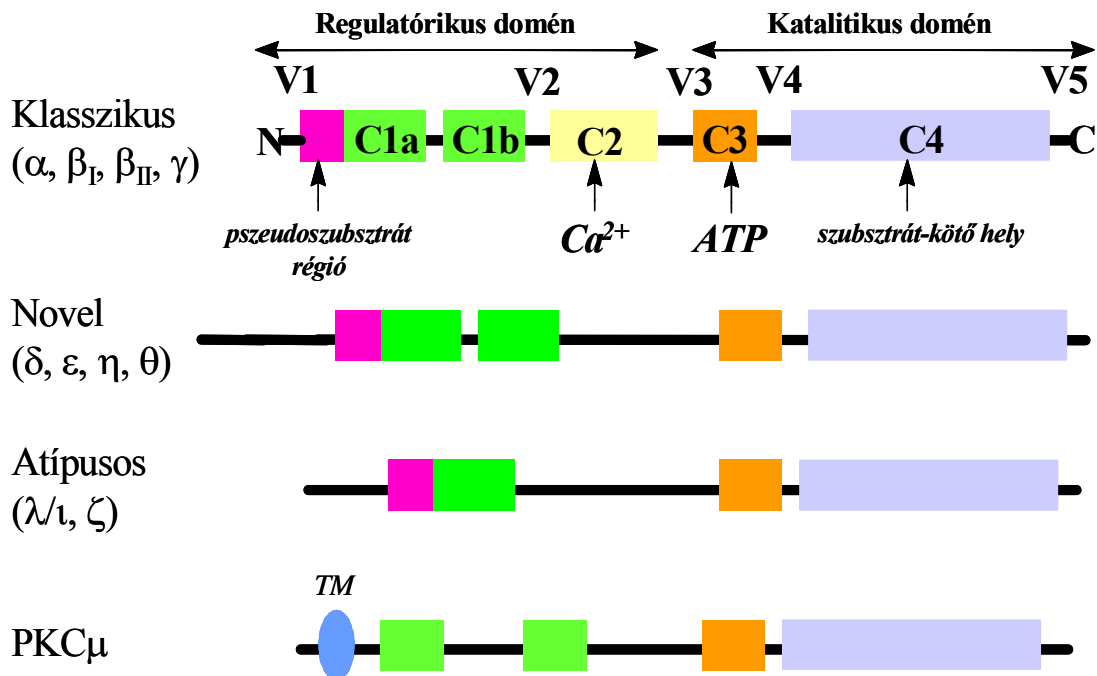 Regulatórikus domén
Katalitikus domén
V1
V2
V3
V4
V5
Klasszikus
(α, βI, βII, γ)
N
C1a
C1b
C2
C3
C4
C
pszeudoszubsztrát
régió
Ca2+
ATP
szubsztrát-kötő hely
Novel
(δ, ε, η, θ)
Atípusos
(λ/ι, ζ)
TM
PKCμ